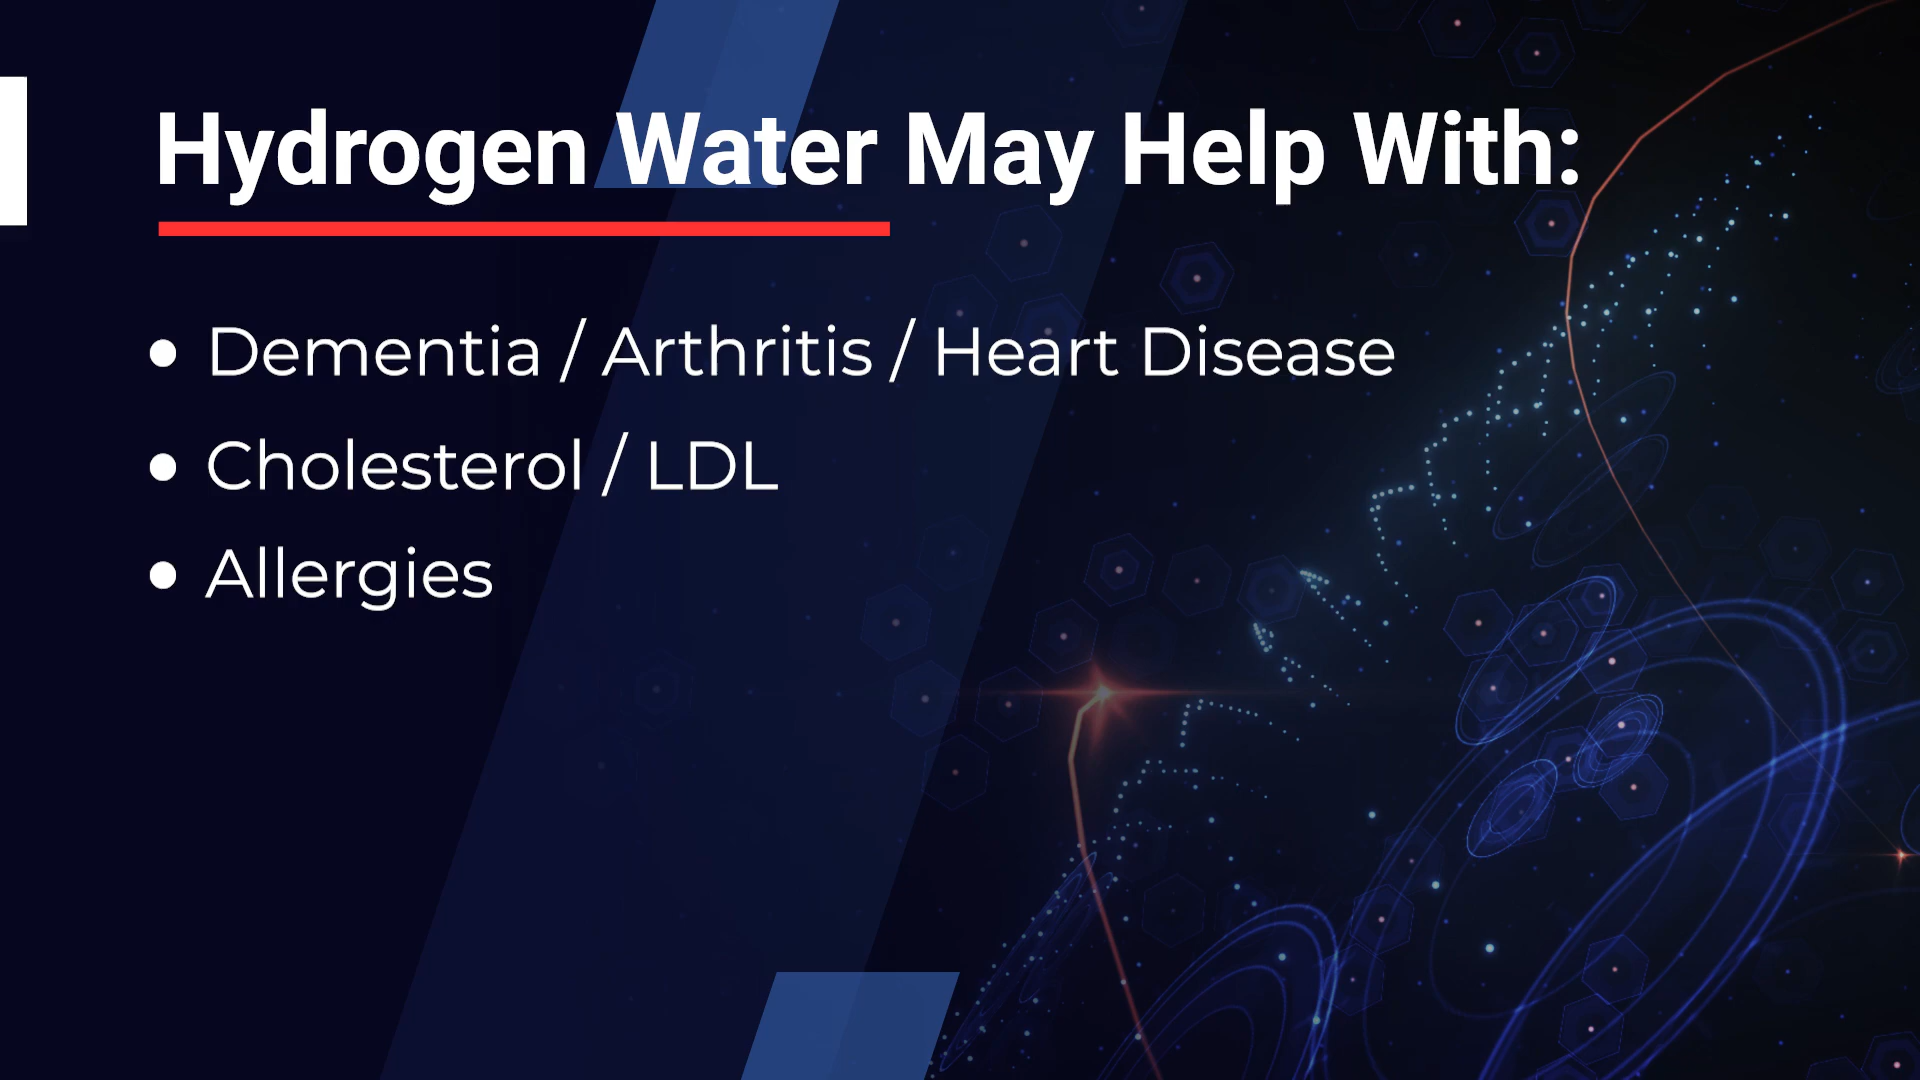 Hydrogen Water May Help With:
• Dementia / Arthritis / Heart Disease
• Cholesterol / LDL
• Allergies